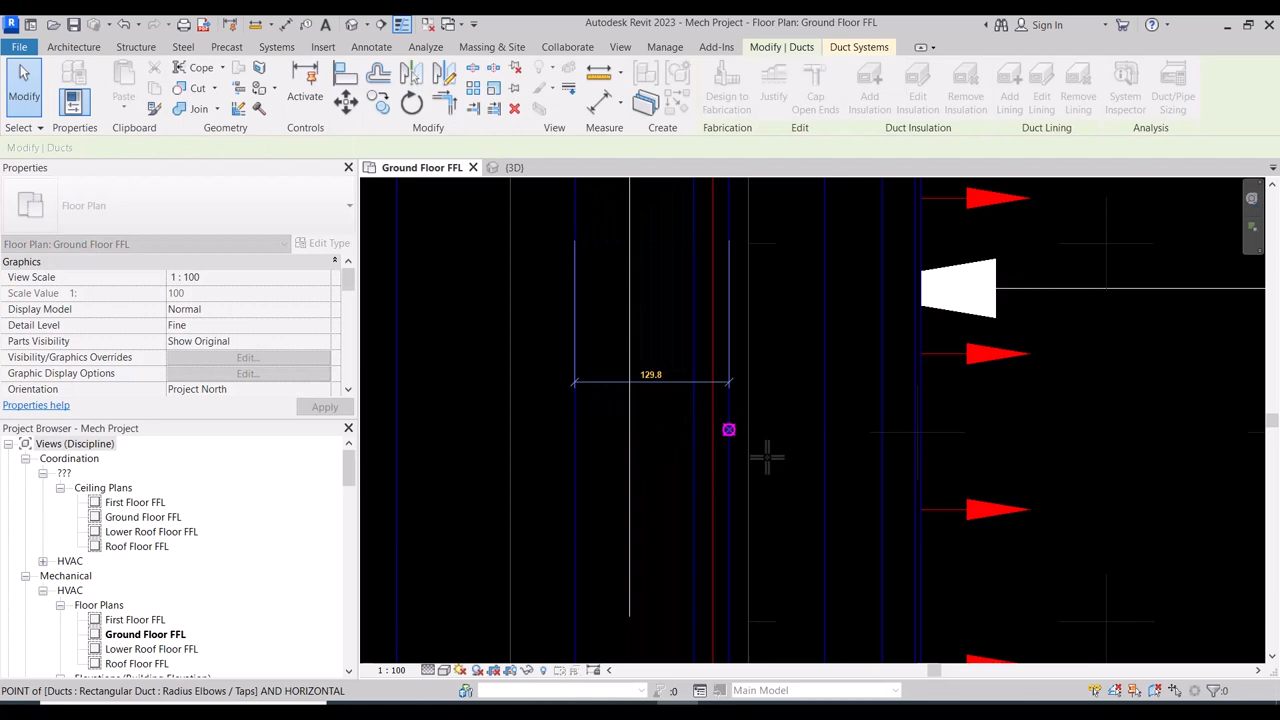 Autodesk Revit 2023 - Mech Project - Floor Plan: Ground Floor FFL
Sign In
File Architecture Structure Steel Precast Systems Insert Annotate Analyze Massing & Site Collaborate View Manage Add-Ins Modify | Ducts Duct Systems
Modify
Paste
Cope
Cut
Join
Activate
Design to Fabrication
Justify
Cap Open Ends
Add Insulation
Edit Insulation
Remove Insulation
Add Lining
Edit Lining
Remove Lining
System Inspector
Duct/Pipe Sizing
Select Properties Clipboard Geometry Controls Modify View Measure Create Fabrication Edit Duct Insulation Duct Lining Analysis
Modify | Ducts
Properties
Ground Floor FFL {3D}
Floor Plan
Floor Plan: Ground Floor FFL Edit Type
Graphics
View Scale 1 : 100
Scale Value 1: 100
Display Model Normal
Detail Level Fine
Parts Visibility Show Original
Visibility/Graphics Overrides Edit...
Graphic Display Options Edit...
Orientation Project North
Properties help Apply
129.8
Project Browser - Mech Project
Views (Discipline)
Coordination
???
Ceiling Plans
First Floor FFL
Ground Floor FFL
Lower Roof Floor FFL
Roof Floor FFL
HVAC
Mechanical
HVAC
Floor Plans
First Floor FFL
Ground Floor FFL
Lower Roof Floor FFL
Roof Floor FFL
1 : 100
POINT of [Ducts : Rectangular Duct : Radius Elbows / Taps] AND HORIZONTAL
:0
Main Model
:0